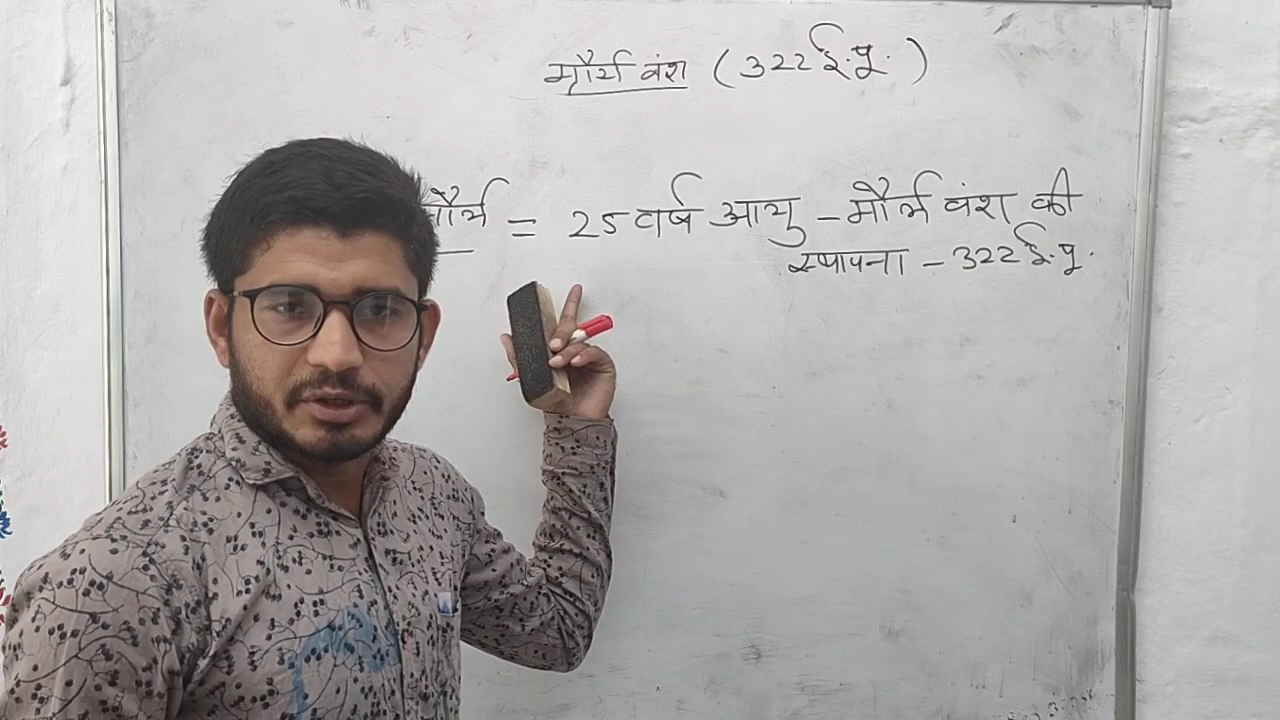 मौर्य वंश (322 ई.पू.)
मौर्य = 25 वर्ष आयु - मौर्य वंश की
स्थापना - 322 ई.पू.